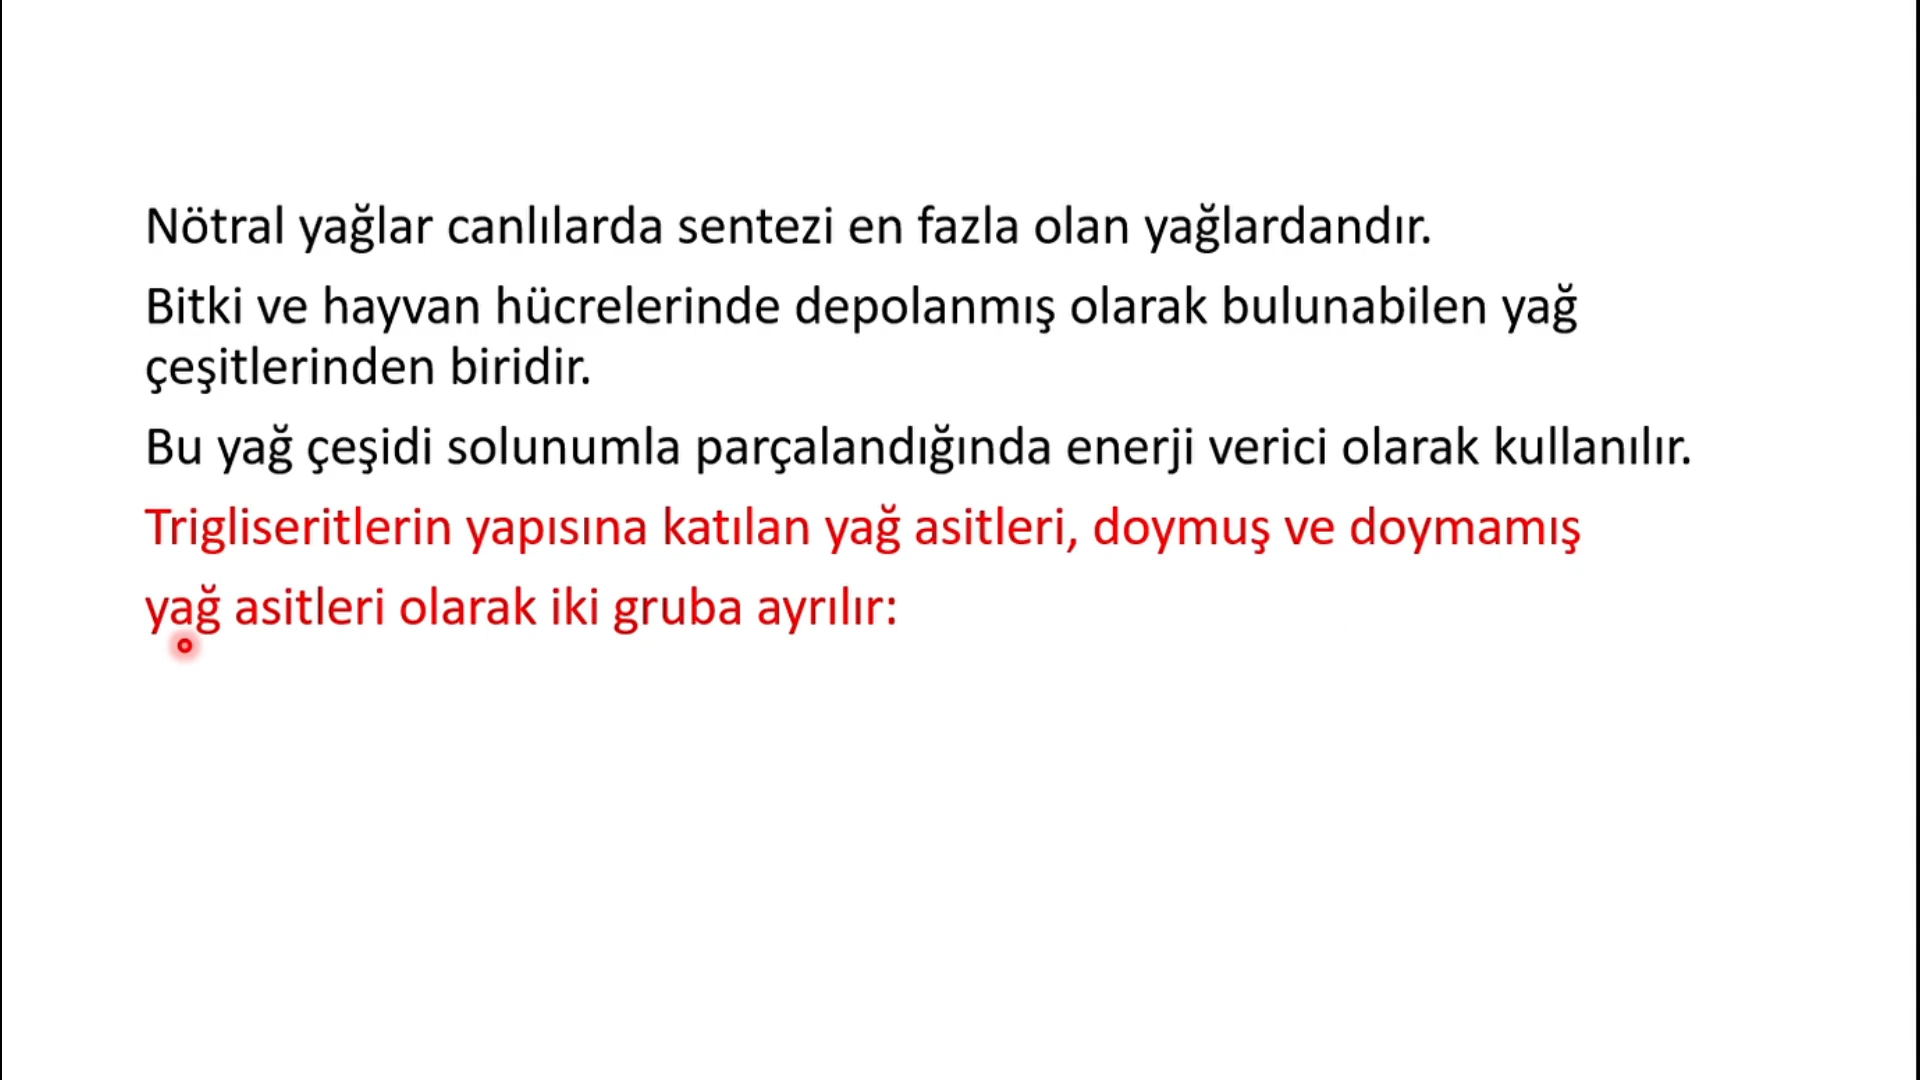 Nötral yağlar canlılarda sentezi en fazla olan yağlardandır.
Bitki ve hayvan hücrelerinde depolanmış olarak bulunabilen yağ
çeşitlerinden biridir.
Bu yağ çeşidi solunumla parçalandığında enerji verici olarak kullanılır.
Trigliseritlerin yapısına katılan yağ asitleri, doymuş ve doymamış
yağ asitleri olarak iki gruba ayrılır: